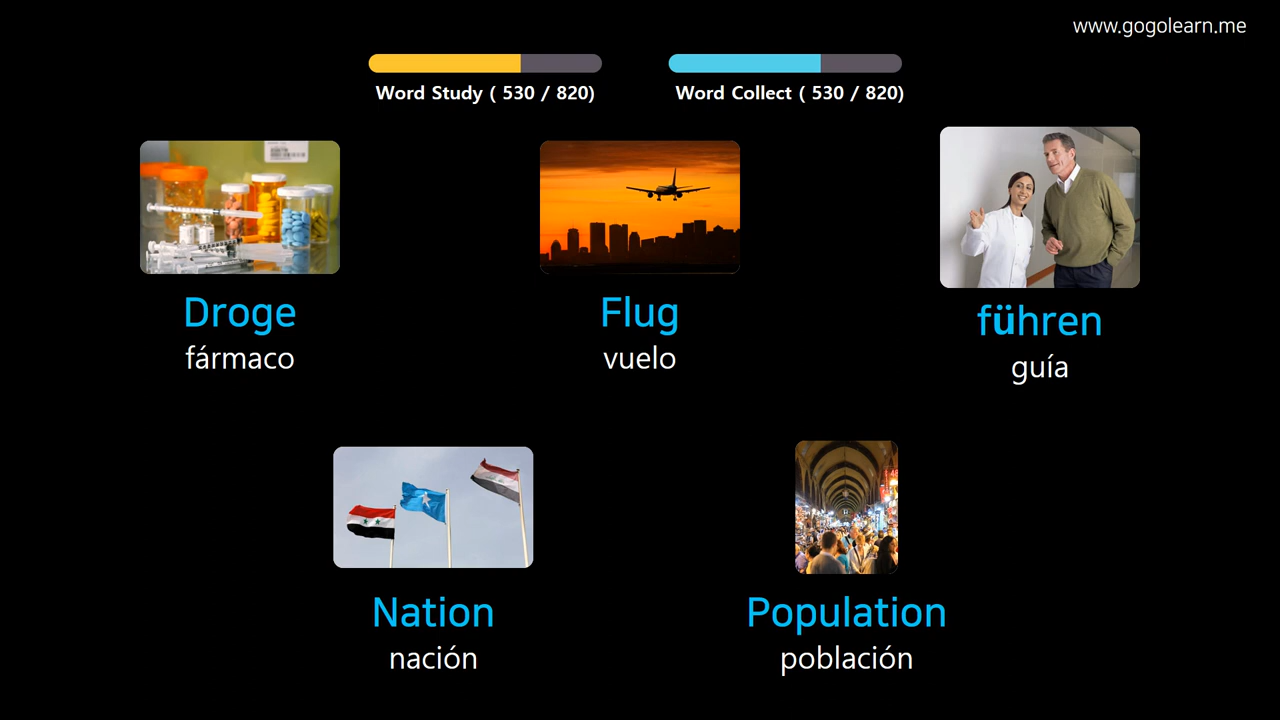 www.gogolearn.me
Word Study ( 530 / 820)
Word Collect ( 530 / 820)
Droge
fármaco
Flug
vuelo
führen
guía
Nation
nación
Population
población